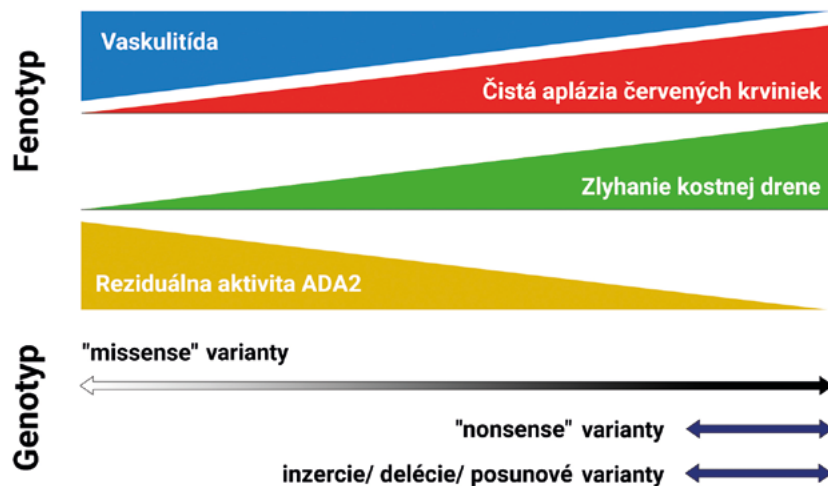 Fenotyp
Vaskulitída
Čistá aplázia červených krviniek
Zlyhanie kostnej drene
Reziduálna aktivita ADA2
Genotyp
"missense" varianty
"nonsense" varianty
inzercie/ delécie/ posunové varianty